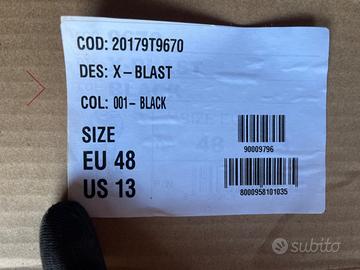 COD: 20179T9670
DES: X-BLAST
COL: 001- BLACK
SIZE
EU 48
US 13
90009796
8000958101035
subito